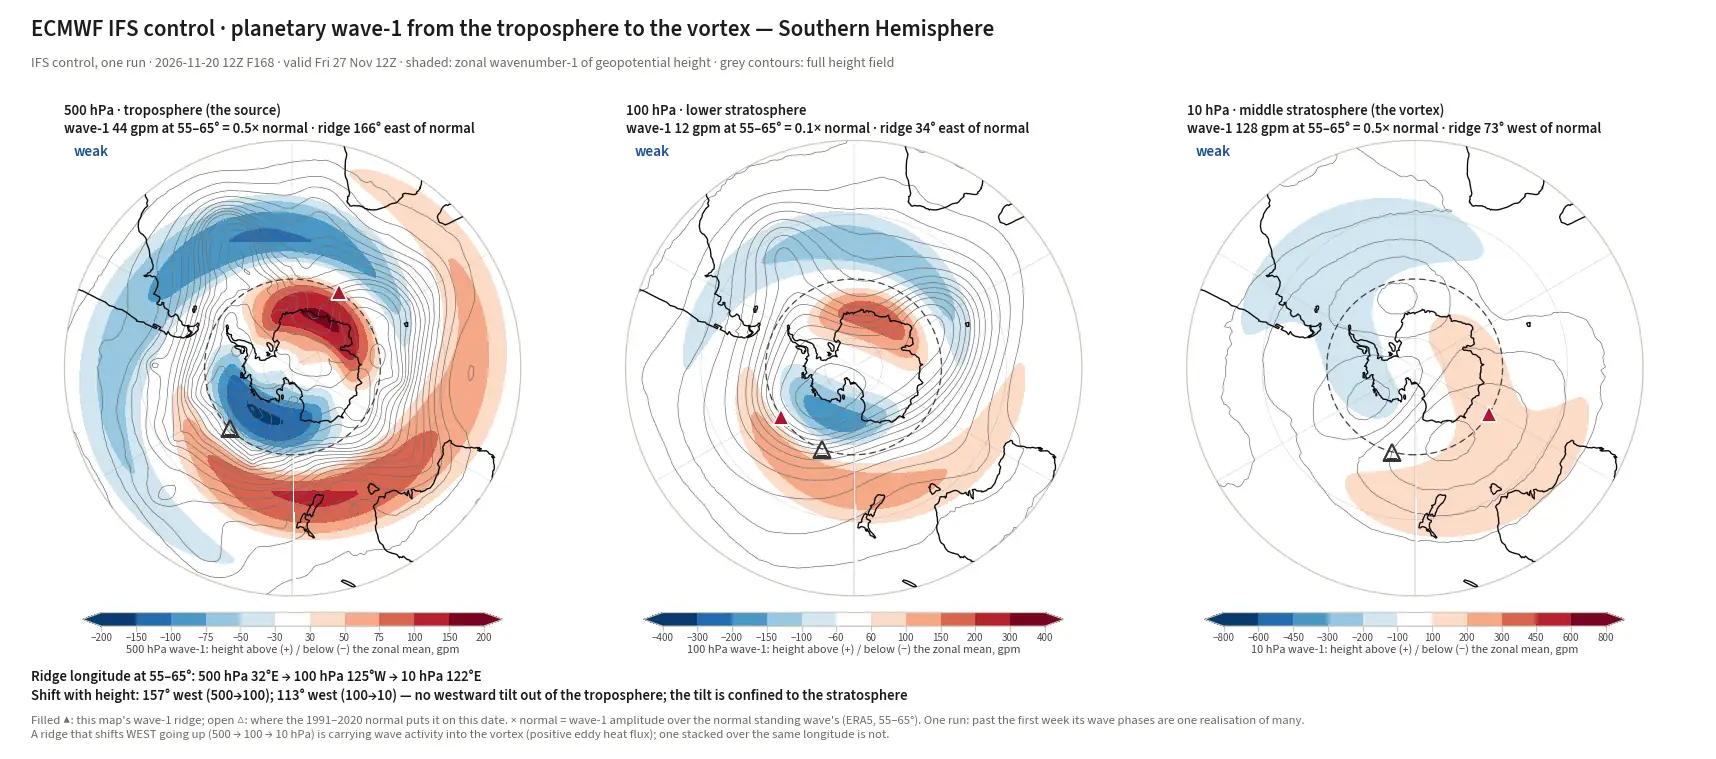 ECMWF IFS control · planetary wave-1 from the troposphere to the vortex — Southern Hemisphere
IFS control, one run · 2026-11-20 12Z F168 · valid Fri 27 Nov 12Z · shaded: zonal wavenumber-1 of geopotential height · grey contours: full height field
500 hPa · troposphere (the source)
wave-1 44 gpm at 55–65° = 0.5× normal · ridge 166° east of normal
weak
100 hPa · lower stratosphere
wave-1 12 gpm at 55–65° = 0.1× normal · ridge 34° east of normal
weak
10 hPa · middle stratosphere (the vortex)
wave-1 128 gpm at 55–65° = 0.5× normal · ridge 73° west of normal
weak
−200 −150 −100 −75 −50 −30 30 50 75 100 150 200
500 hPa wave-1: height above (+) / below (−) the zonal mean, gpm
−400 −300 −200 −150 −100 −60 60 100 150 200 300 400
100 hPa wave-1: height above (+) / below (−) the zonal mean, gpm
−800 −600 −450 −300 −200 −100 100 200 300 450 600 800
10 hPa wave-1: height above (+) / below (−) the zonal mean, gpm
Ridge longitude at 55–65°: 500 hPa 32°E → 100 hPa 125°W → 10 hPa 122°E
Shift with height: 157° west (500→100); 113° west (100→10) — no westward tilt out of the troposphere; the tilt is confined to the stratosphere
Filled ▲: this map's wave-1 ridge; open △: where the 1991–2020 normal puts it on this date. × normal = wave-1 amplitude over the normal standing wave's (ERA5, 55–65°). One run: past the first week its wave phases are one realisation of many.
A ridge that shifts WEST going up (500 → 100 → 10 hPa) is carrying wave activity into the vortex (positive eddy heat flux); one stacked over the same longitude is not.